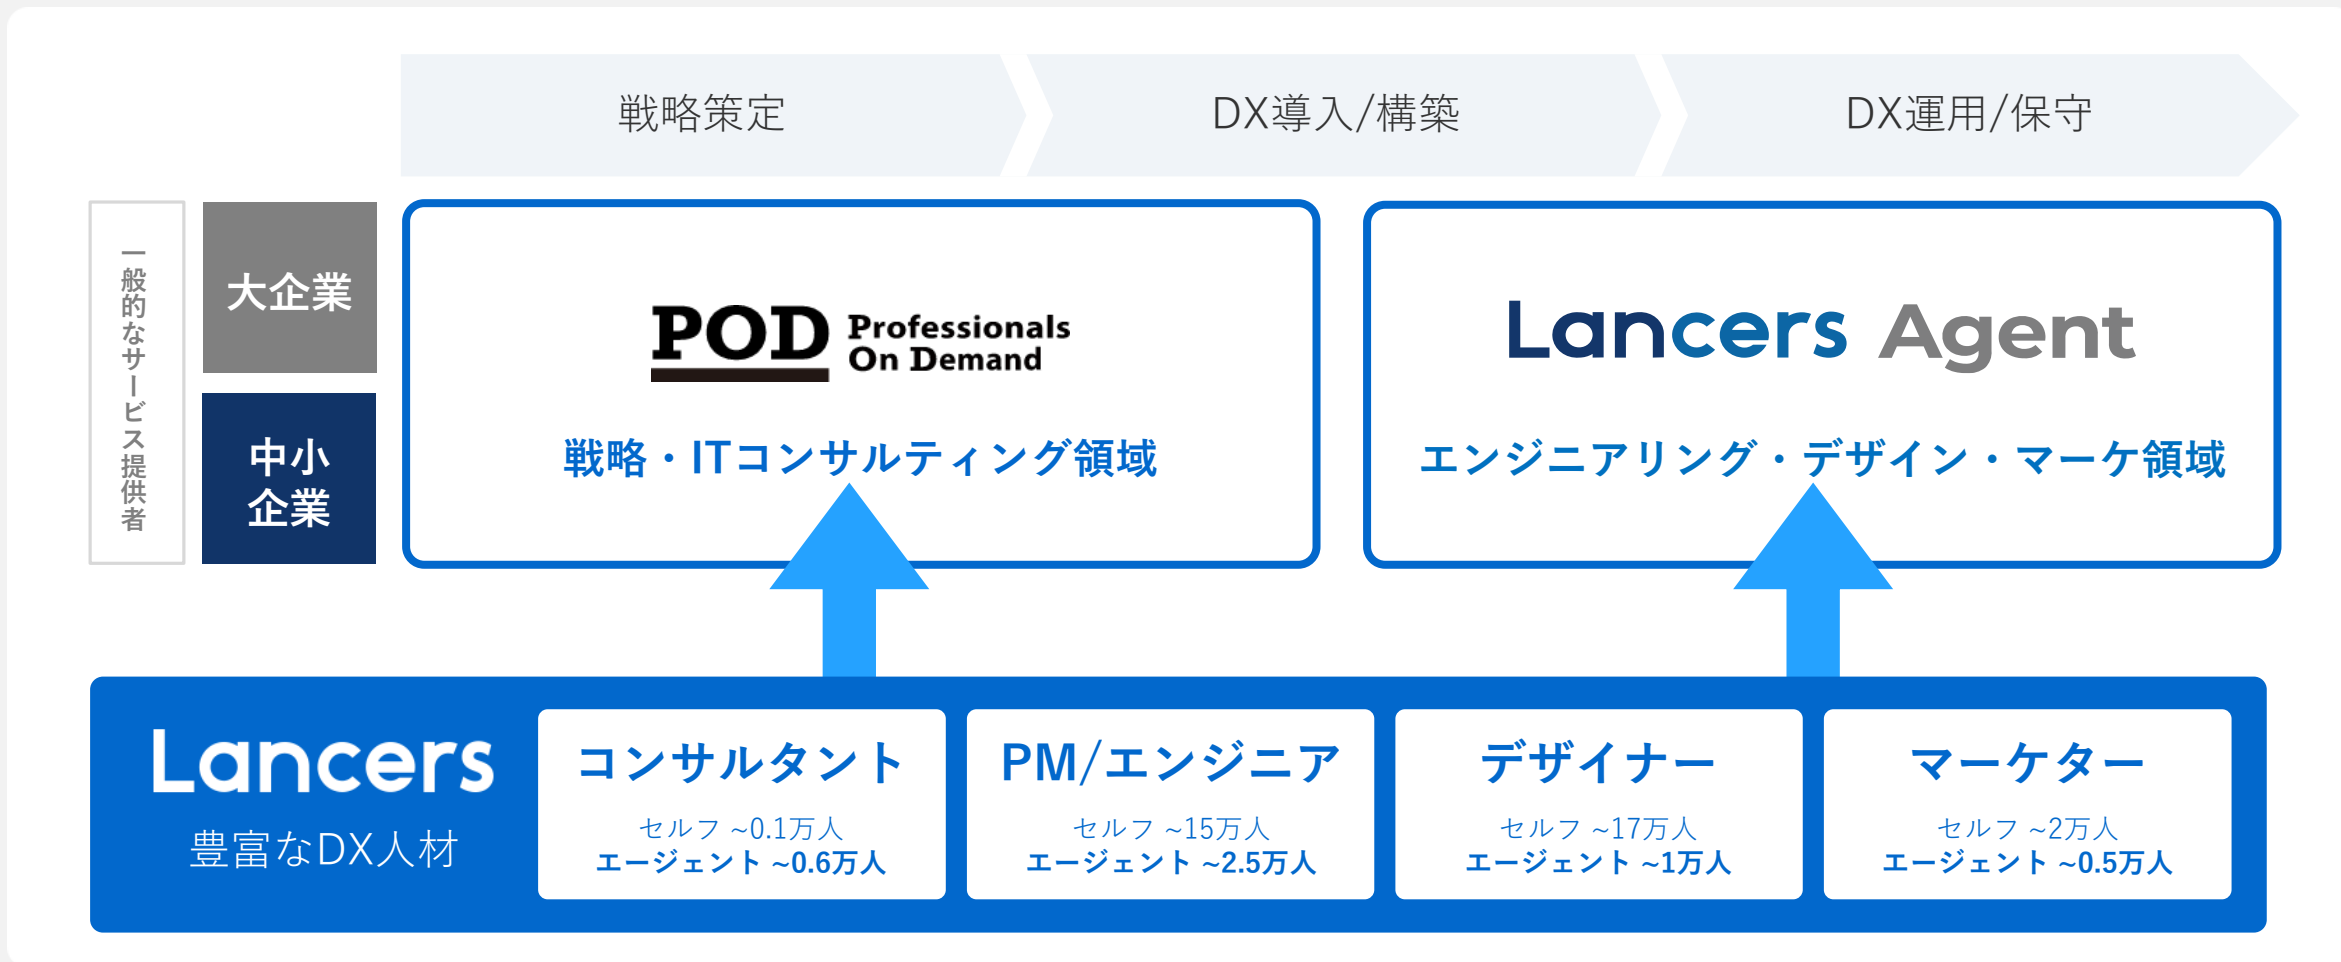 戦略策定
DX導入/構築
DX運用/保守
一般的なサービス提供者
大企業
中小
企業
POD Professionals
On Demand
戦略・ITコンサルティング領域
Lancers Agent
エンジニアリング・デザイン・マーケ領域
Lancers
豊富なDX人材
コンサルタント
セルフ ~0.1万人
エージェント ~0.6万人
PM/エンジニア
セルフ ~15万人
エージェント ~2.5万人
デザイナー
セルフ ~17万人
エージェント ~1万人
マーケター
セルフ ~2万人
エージェント ~0.5万人